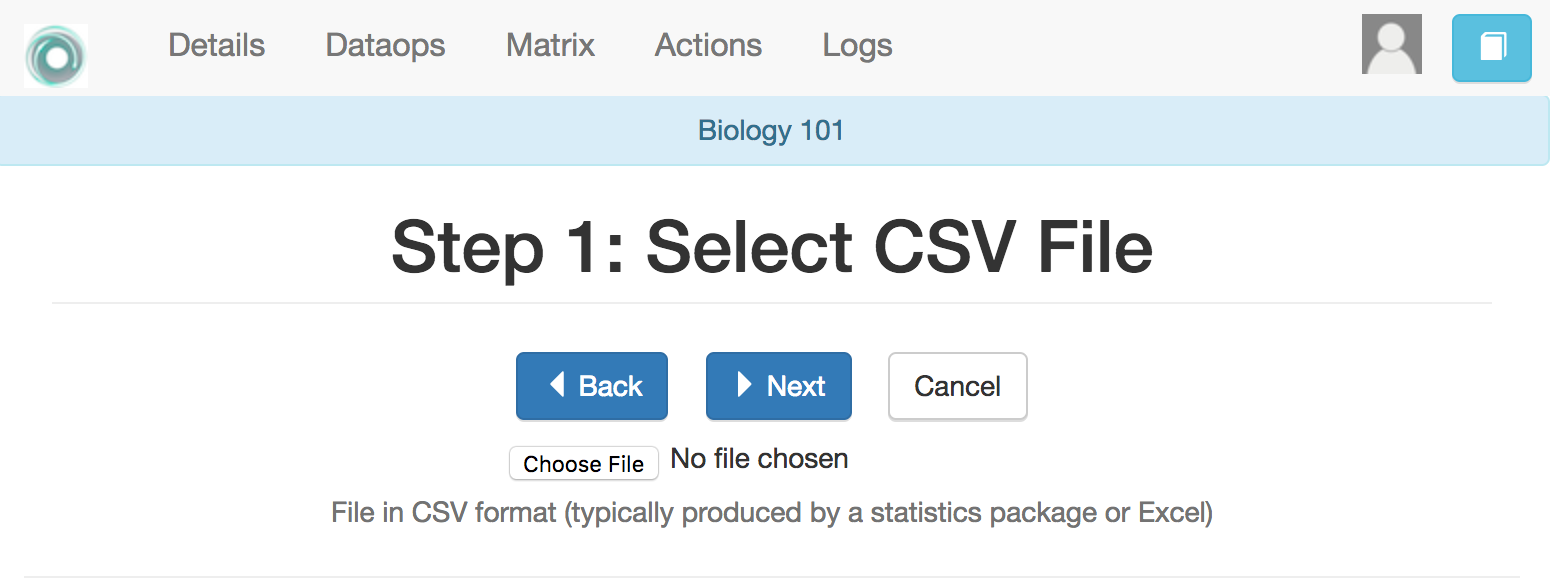 Details Dataops Matrix Actions Logs
Biology 101
Step 1: Select CSV File
Back Next Cancel
Choose File No file chosen
File in CSV format (typically produced by a statistics package or Excel)